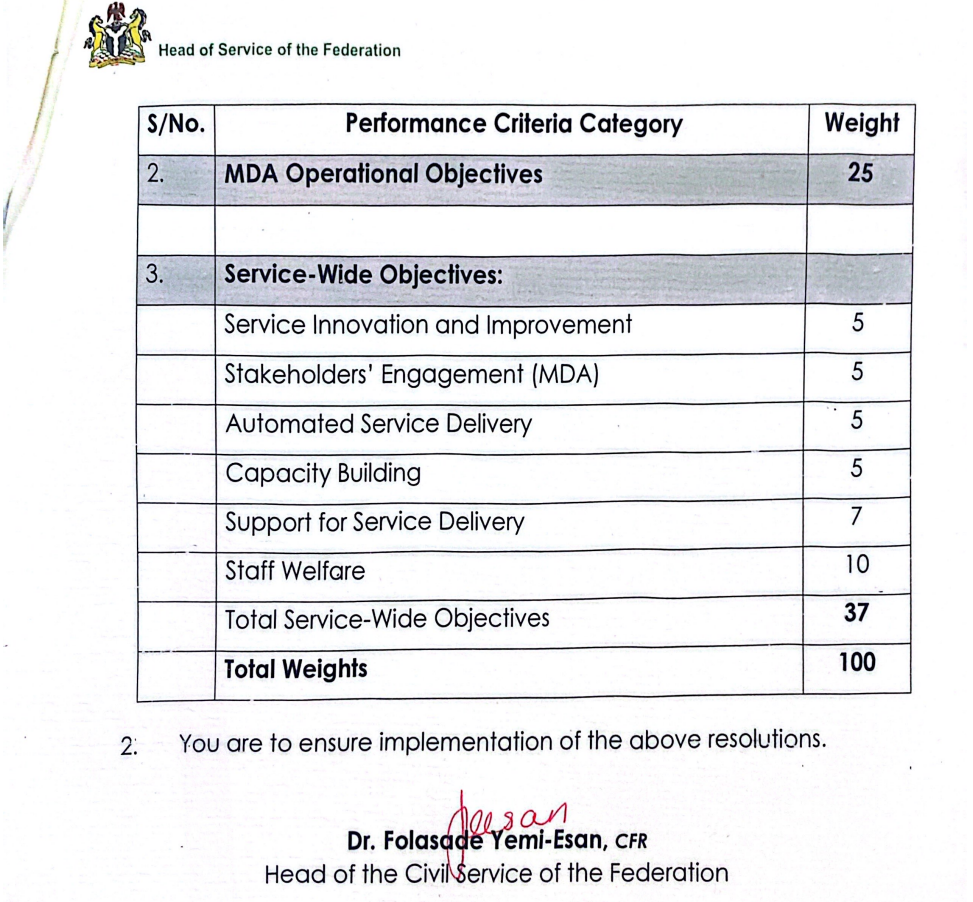 Head of Service of the Federation
S/No. Performance Criteria Category Weight
2. MDA Operational Objectives 25
3. Service-Wide Objectives:
Service Innovation and Improvement 5
Stakeholders' Engagement (MDA) 5
Automated Service Delivery 5
Capacity Building 5
Support for Service Delivery 7
Staff Welfare 10
Total Service-Wide Objectives 37
Total Weights 100
2. You are to ensure implementation of the above resolutions.
Dr. Folasade Yemi-Esan, CFR
Head of the Civil Service of the Federation